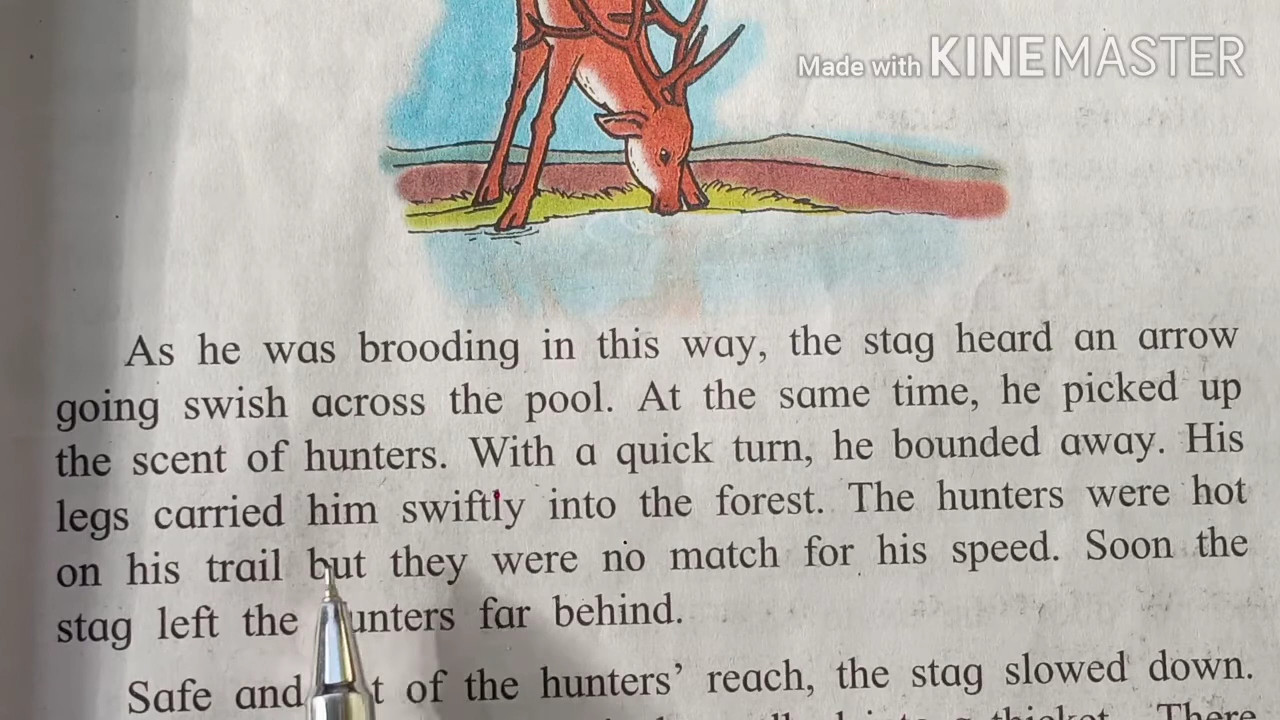 Made with KINEMASTER
As he was brooding in this way, the stag heard an arrow
going swish across the pool. At the same time, he picked up
the scent of hunters. With a quick turn, he bounded away. His
legs carried him swiftly into the forest. The hunters were hot
on his trail but they were no match for his speed. Soon the
stag left the hunters far behind.
Safe and of the hunters' reach, the stag slowed down.
thicket. There